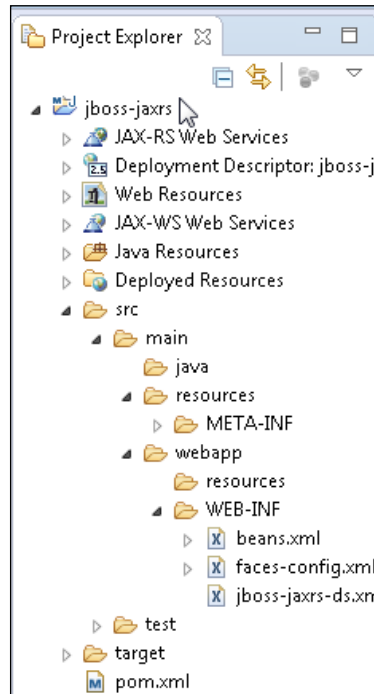 Project Explorer
jboss-jaxrs
JAX-RS Web Services
2.5 Deployment Descriptor: jboss-j
Web Resources
JAX-WS Web Services
Java Resources
Deployed Resources
src
main
java
resources
META-INF
webapp
resources
WEB-INF
beans.xml
faces-config.xml
jboss-jaxrs-ds.xm
test
target
pom.xml